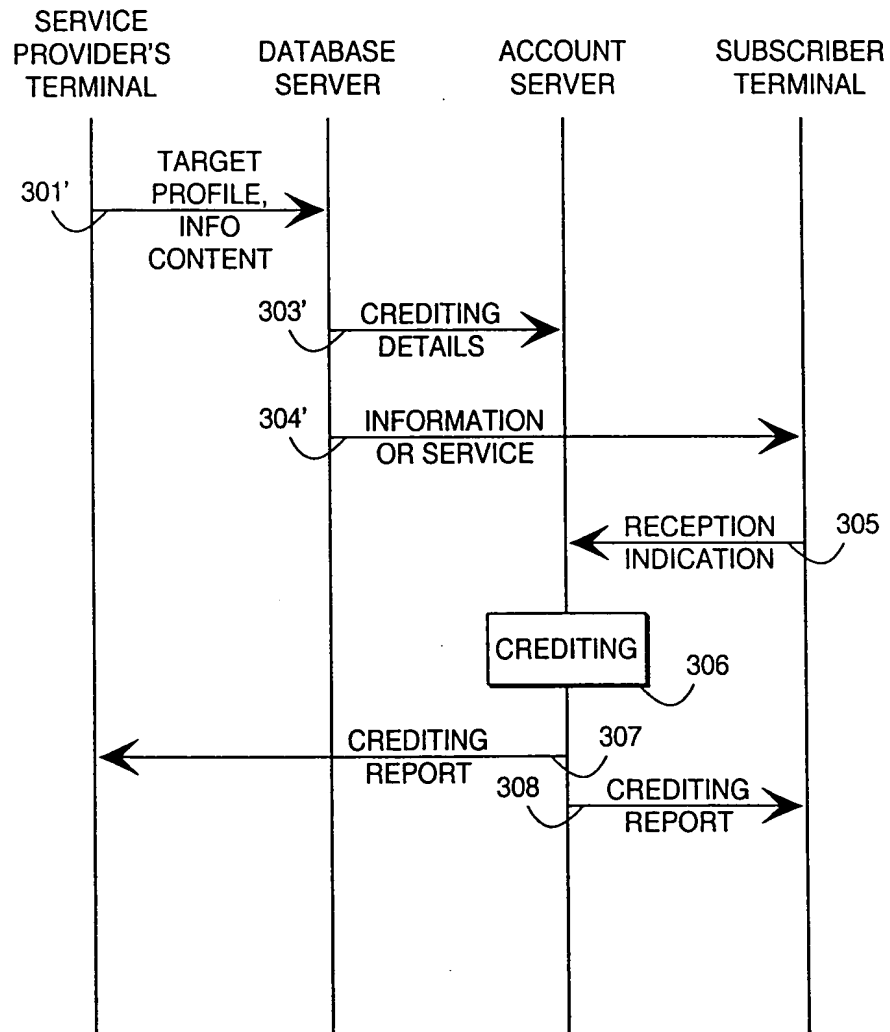 SERVICE
PROVIDER'S
TERMINAL
DATABASE
SERVER
ACCOUNT
SERVER
SUBSCRIBER
TERMINAL
301'
TARGET
PROFILE,
INFO
CONTENT
303'
CREDITING
DETAILS
304'
INFORMATION
OR SERVICE
RECEPTION
INDICATION
305
CREDITING
306
CREDITING
REPORT
307
308
CREDITING
REPORT